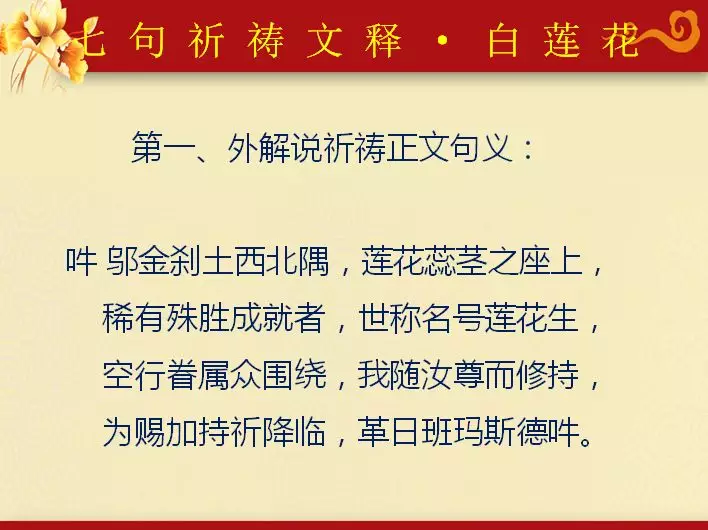 七句祈祷文释·白莲花
第一、外解说祈祷正文句义：
吽 邬金刹土西北隅，莲花蕊茎之座上，
稀有殊胜成就者，世称名号莲花生，
空行眷属众围绕，我随汝尊而修持，
为赐加持祈降临，革日班玛斯德吽。